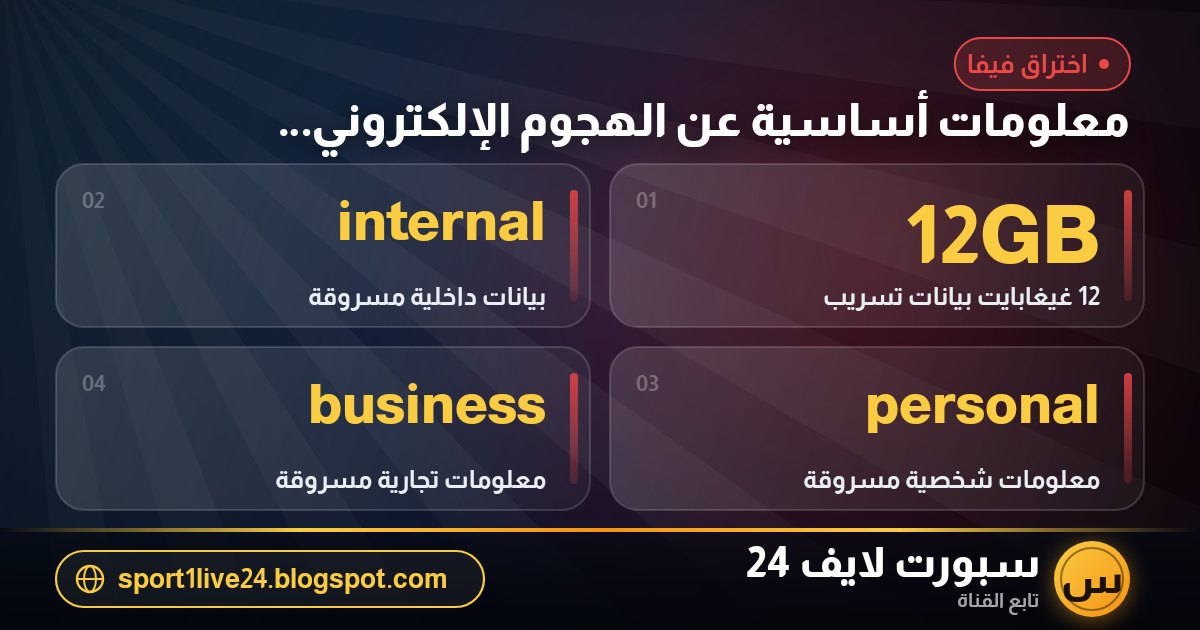 • اختراق فيفا
معلومات أساسية عن الهجوم الإلكتروني...
01
12GB
12 غيغابايت بيانات تسريب
02
internal
بيانات داخلية مسروقة
03
personal
معلومات شخصية مسروقة
04
business
معلومات تجارية مسروقة
س
سبورت لايف 24
تابع القناة
sport1live24.blogspot.com